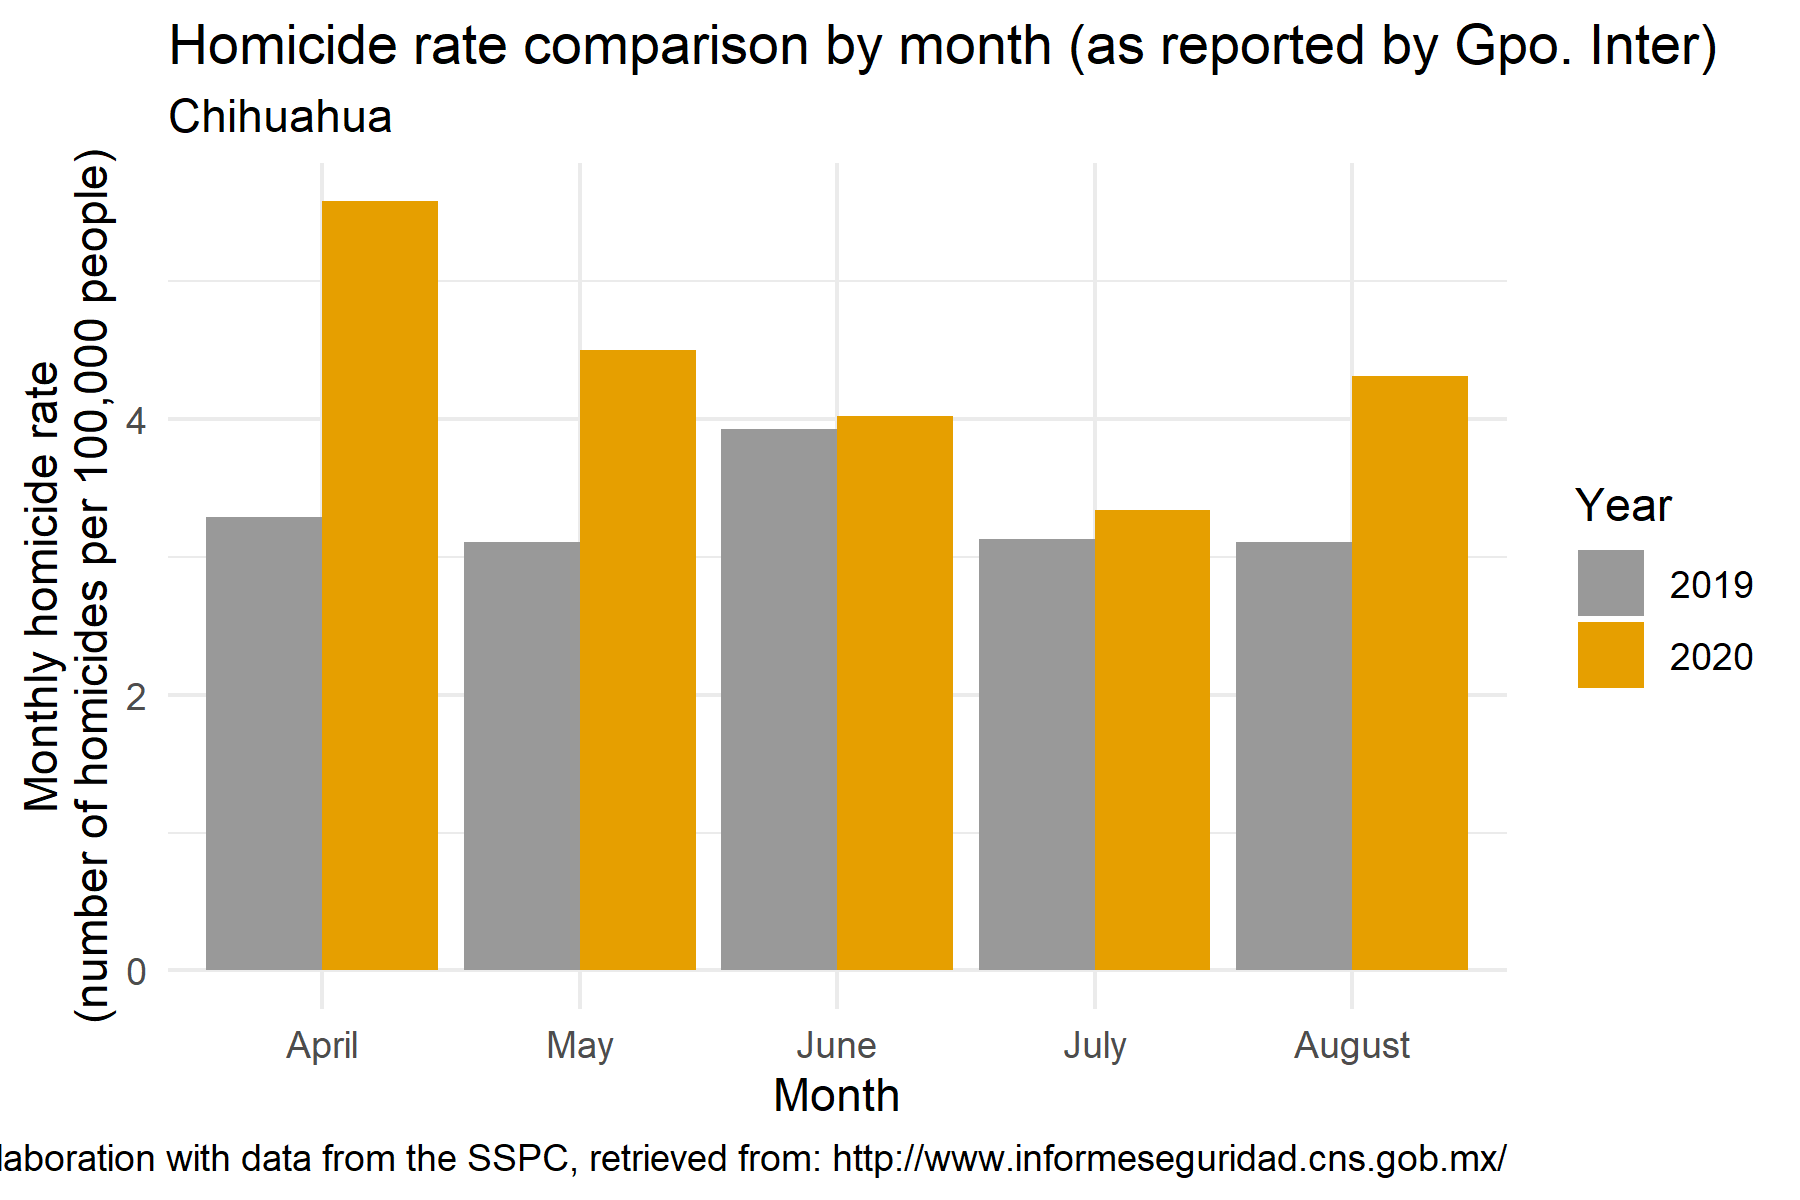 Homicide rate comparison by month (as reported by Gpo. Inter)
Chihuahua
Monthly homicide rate
(number of homicides per 100,000 people)
4
2
0
April
May
June
July
August
Month
Year
2019
2020
with data from the SSPC, retrieved from: http://www.informeseguridad.cns.gob.mx/